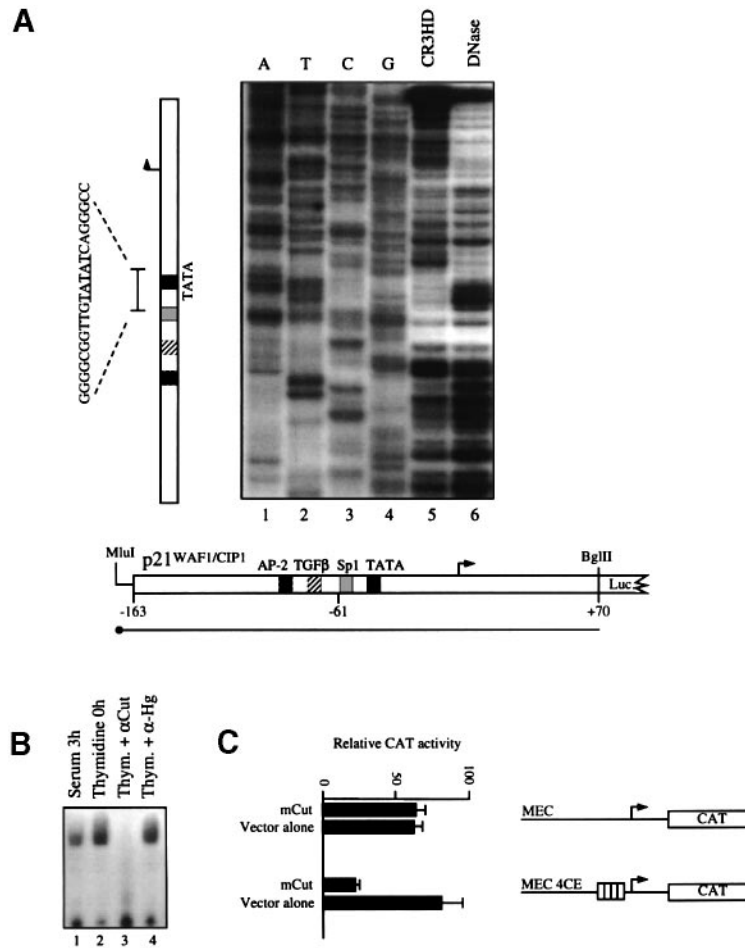 A
A T C G CR3HD DNase
GGGGCGGTTGTATATCAGGGCC
TATA
1 2 3 4 5 6
MluI p21 WAF1/CIP1 AP-2 TGFβ Sp1 TATA BglII
Luc
-163 -61 +70
B
Serum 3h
Thymidine 0h
Thym. + αCut
Thym. + α-Hg
1 2 3 4
C
Relative CAT activity
0 50 100
mCut
Vector alone
mCut
Vector alone
MEC CAT
MEC 4CE CAT